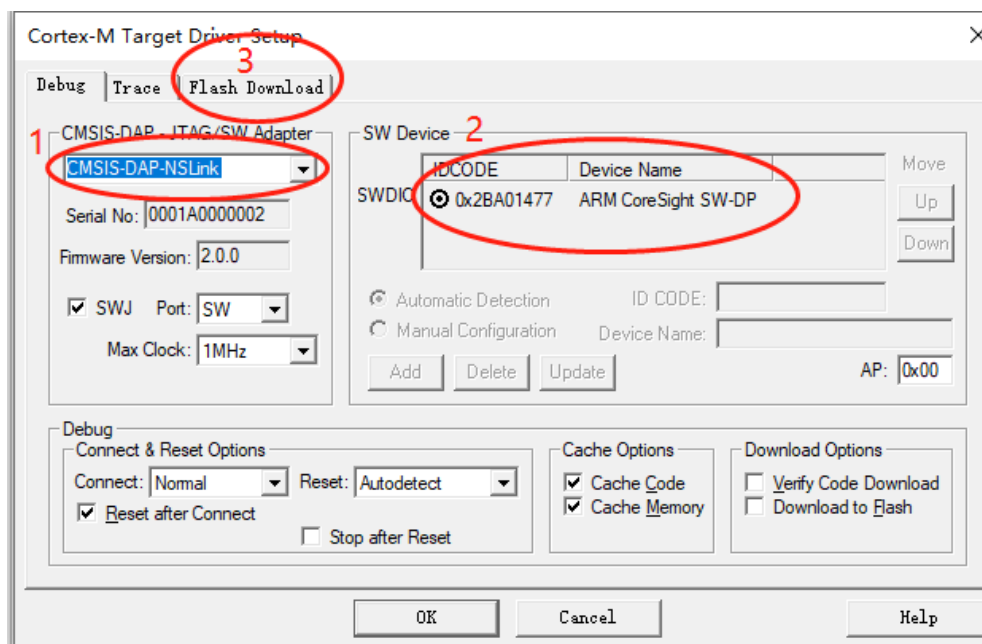 Cortex-M Target Driver Setup
3
Debug Trace Flash Download
1
CMSIS-DAP - JTAG/SW Adapter
CMSIS-DAP-NSLink
Serial No: 0001A0000002
Firmware Version: 2.0.0
SWJ Port: SW
Max Clock: 1MHz
SW Device
2
IDCODE Device Name
SWDIO 0x2BA01477 ARM CoreSight SW-DP
Move
Up
Down
Automatic Detection ID CODE:
Manual Configuration Device Name:
Add Delete Update AP: 0x00
Debug
Connect & Reset Options
Connect: Normal Reset: Autodetect
Reset after Connect
Stop after Reset
Cache Options
Cache Code
Cache Memory
Download Options
Verify Code Download
Download to Flash
OK Cancel Help